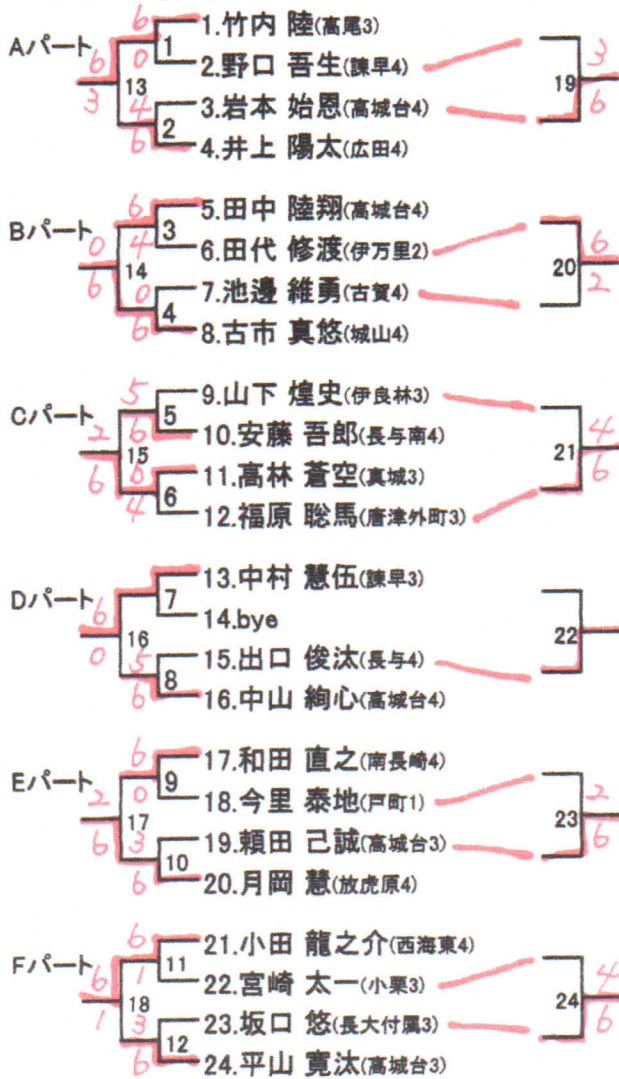 6 1.竹内 陸(高尾3)
Aパート 6 0 1 3
3 13 2.野口 吾生(諫早4) 19 6
4 3.岩本 始恩(高城台4)
6 2 4.井上 陽太(広田4)
6 5.田中 陸翔(高城台4)
Bパート 0 4 3 6
6 14 6.田代 修渡(伊万里2) 20 2
0 7.池邊 維勇(古賀4)
6 4 8.古市 真悠(城山4)
5 9.山下 煌史(伊良林3)
Cパート 2 6 5 4
6 15 10.安藤 吾郎(長与南4) 21 6
6 11.髙林 蒼空(真城3)
4 6 12.福原 聡馬(唐津外町3)
13.中村 慧伍(諫早3)
Dパート 6 7
0 16 14.bye 22
5 15.出口 俊汰(長与4)
6 8 16.中山 絢心(高城台4)
6 17.和田 直之(南長崎4)
Eパート 2 0 9 2
6 17 18.今里 泰地(戸町1) 23 6
3 19.頼田 己誠(高城台3)
6 10 20.月岡 慧(放虎原4)
6 21.小田 龍之介(西海東4)
Fパート 6 1 11 4
1 18 22.宮崎 太一(小栗3) 24 6
3 23.坂口 悠(長大付属3)
6 12 24.平山 寛汰(高城台3)